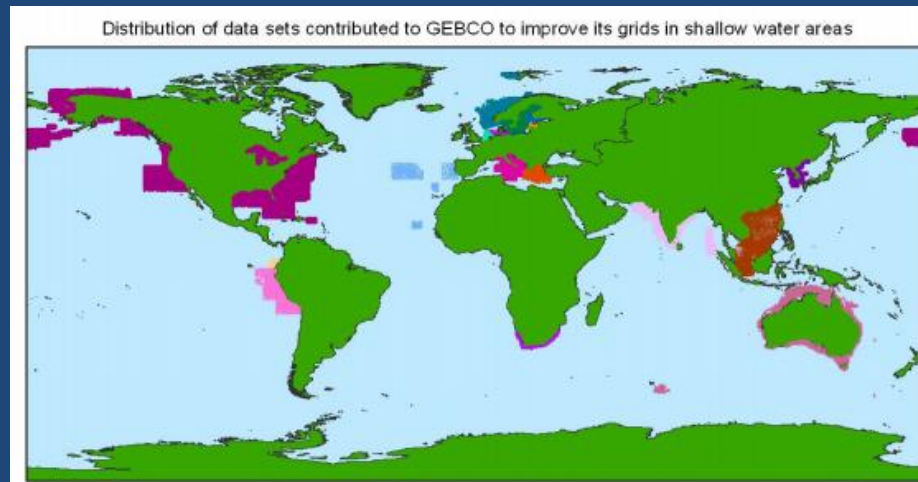 Distribution of data sets contributed to GEBCO to improve its grids in shallow water areas